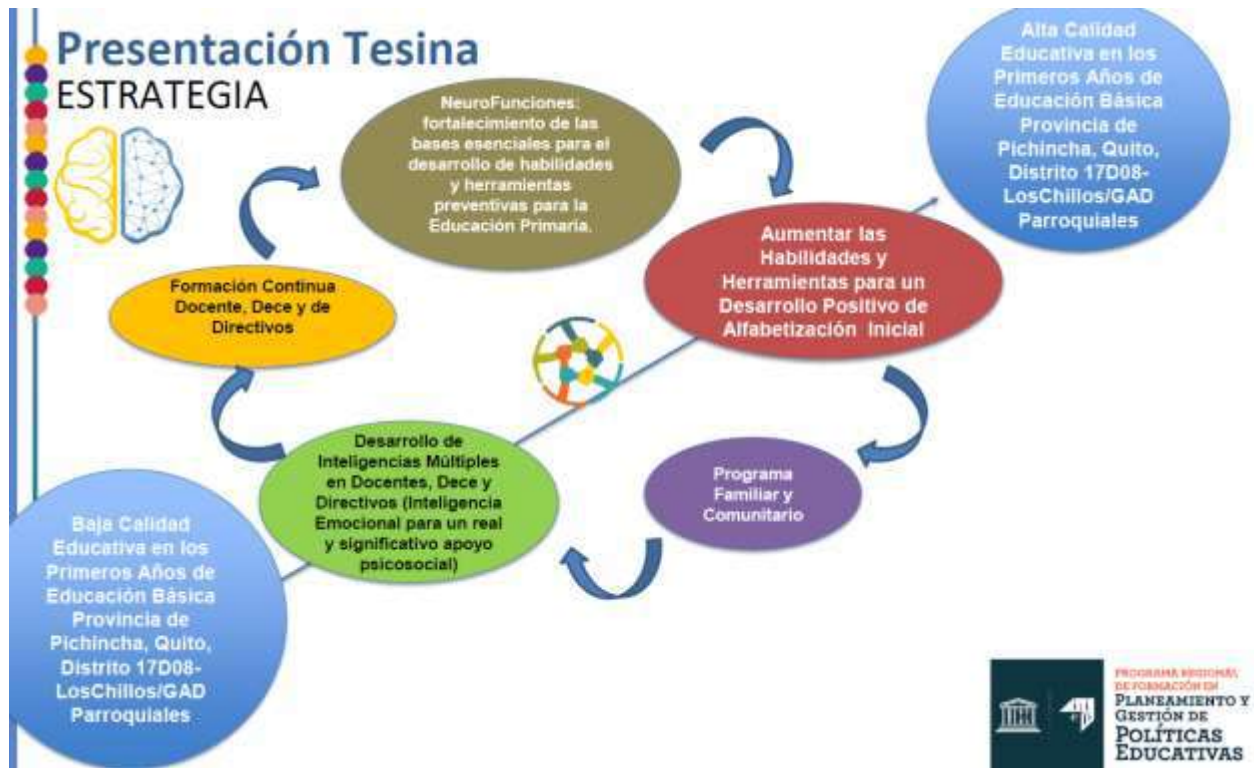 Presentación Tesina
ESTRATEGIA
NeuroFunciones:
fortalecimiento de las
bases esenciales para el
desarrollo de habilidades
y herramientas
preventivas para la
Educación Primaria.
Alta Calidad
Educativa en los
Primeros Años de
Educación Básica
Provincia de
Pichincha, Quito,
Distrito 17D08-
LosChillos/GAD
Parroquiales
Formación Continua
Docente, Dece y de
Directivos
Aumentar las
Habilidades y
Herramientas para un
Desarrollo Positivo de
Alfabetización Inicial
Desarrollo de
Inteligencias Múltiples
en Docentes, Dece y
Directivos (Inteligencia
Emocional para un real
y significativo apoyo
psicosocial)
Programa
Familiar y
Comunitario
Baja Calidad
Educativa en los
Primeros Años de
Educación Básica
Provincia de
Pichincha, Quito,
Distrito 17D08-
LosChillos/GAD
Parroquiales
PROGRAMA REGIONAL
DE FORMACIÓN EN
PLANEAMIENTO Y
GESTIÓN DE
POLÍTICAS
EDUCATIVAS